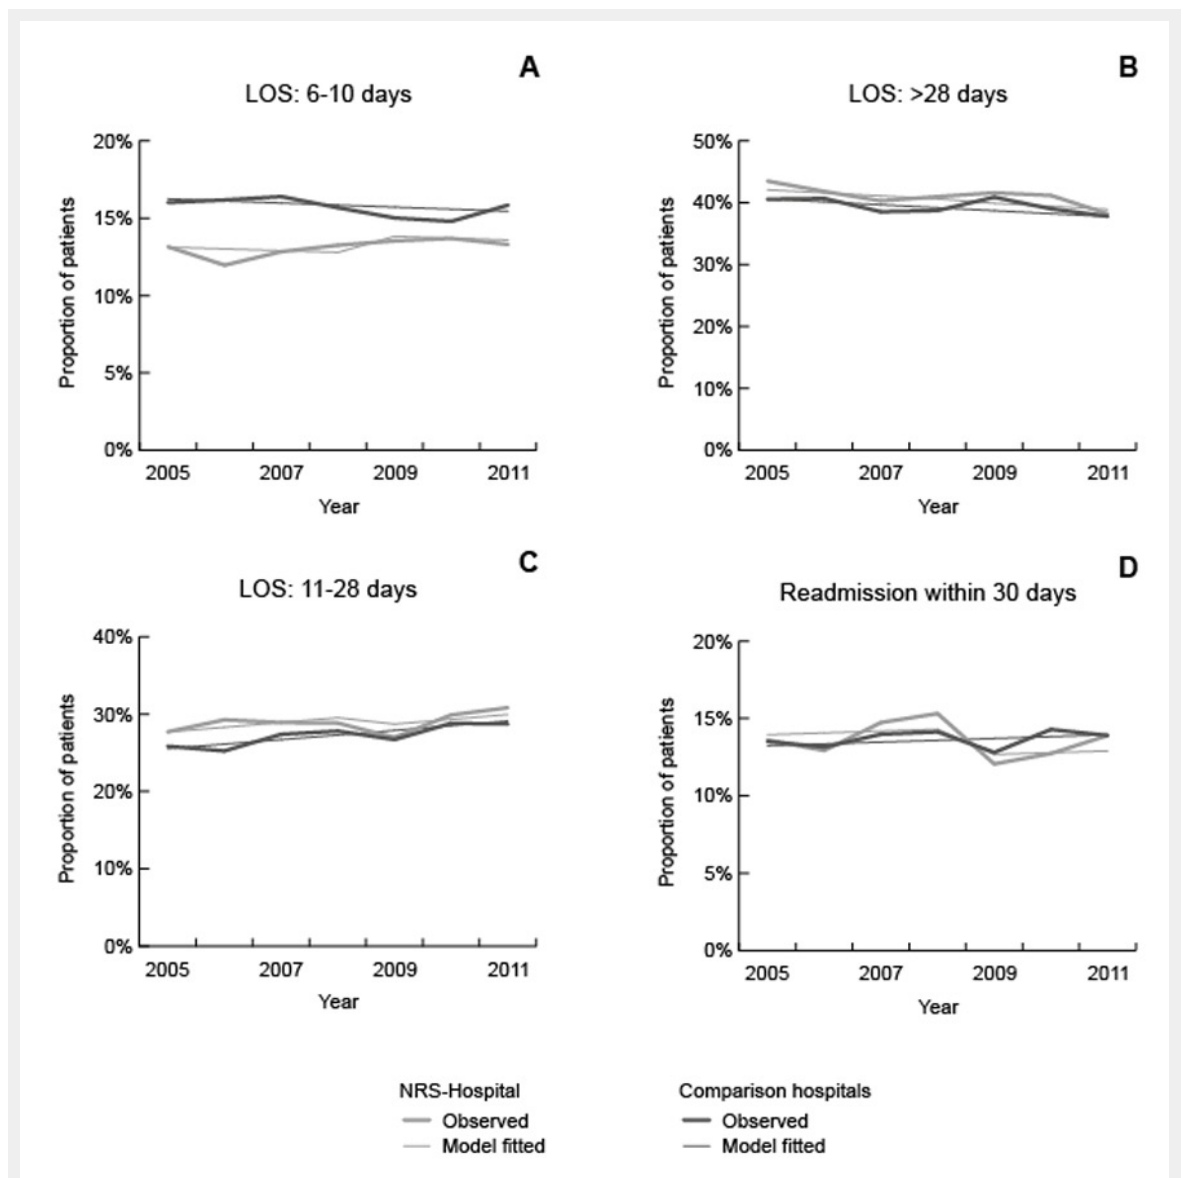 A
LOS: 6-10 days
Proportion of patients
20%
15%
10%
5%
0%
2005 2007 2009 2011
Year
B
LOS: >28 days
Proportion of patients
50%
40%
30%
20%
10%
0%
2005 2007 2009 2011
Year
C
LOS: 11-28 days
Proportion of patients
40%
30%
20%
10%
0%
2005 2007 2009 2011
Year
D
Readmission within 30 days
Proportion of patients
20%
15%
10%
5%
0%
2005 2007 2009 2011
Year
NRS-Hospital
Observed
Model fitted
Comparison hospitals
Observed
Model fitted